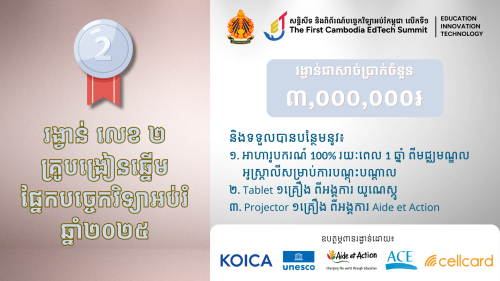 2
រង្វាន់ លេខ ២
គ្រូបង្រៀនឆ្នើម
ផ្នែកបច្ចេកវិទ្យាអប់រំ
ឆ្នាំ២០២៥
សន្និសីទ និងពិព័រណ៍បច្ចេកវិទ្យាអប់រំកម្ពុជា លើកទី១
The First Cambodia EdTech Summit
EDUCATION
INNOVATION
TECHNOLOGY
រង្វាន់ជាសាច់ប្រាក់ចំនួន
៣,០០០,០០០៛
និងទទួលបានបន្ថែមនូវ៖
១. អាហារូបករណ៍ 100% រយៈពេល 1 ឆ្នាំ ពីមជ្ឈមណ្ឌល
អូស្ត្រាលីសម្រាប់ការបណ្តុះបណ្តាល
២. Tablet ១គ្រឿង ពីអង្គការ យូណេស្កូ
៣. Projector ១គ្រឿង ពីអង្គការ Aide et Action
ឧបត្ថម្ភពានរង្វាន់ដោយ៖
KOICA
unesco
Aide et Action
Changing the world through education
ACE
cellcard